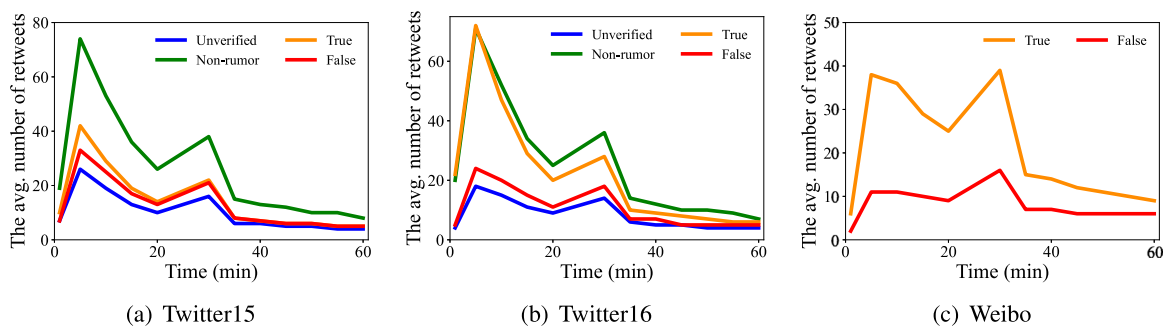 The avg. number of retweets
80
60
40
20
0
Unverified
Non-rumor
True
False
0
20
40
60
Time (min)
(a) Twitter15
The avg. number of retweets
60
40
20
0
Unverified
Non-rumor
True
False
0
20
40
60
Time (min)
(b) Twitter16
The avg. number of retweets
50
40
30
20
10
0
True
False
0
10
20
30
40
50
60
Time (min)
(c) Weibo